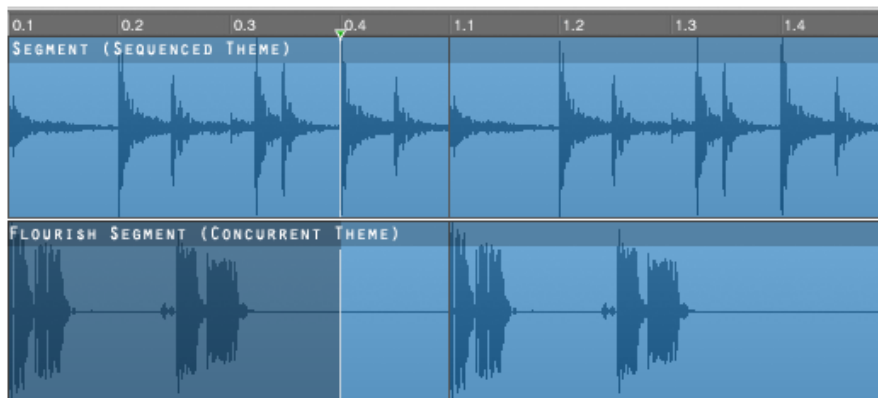 0.1 0.2 0.3 0.4 1.1 1.2 1.3 1.4
SEGMENT (SEQUENCED THEME)
FLOURISH SEGMENT (CONCURRENT THEME)